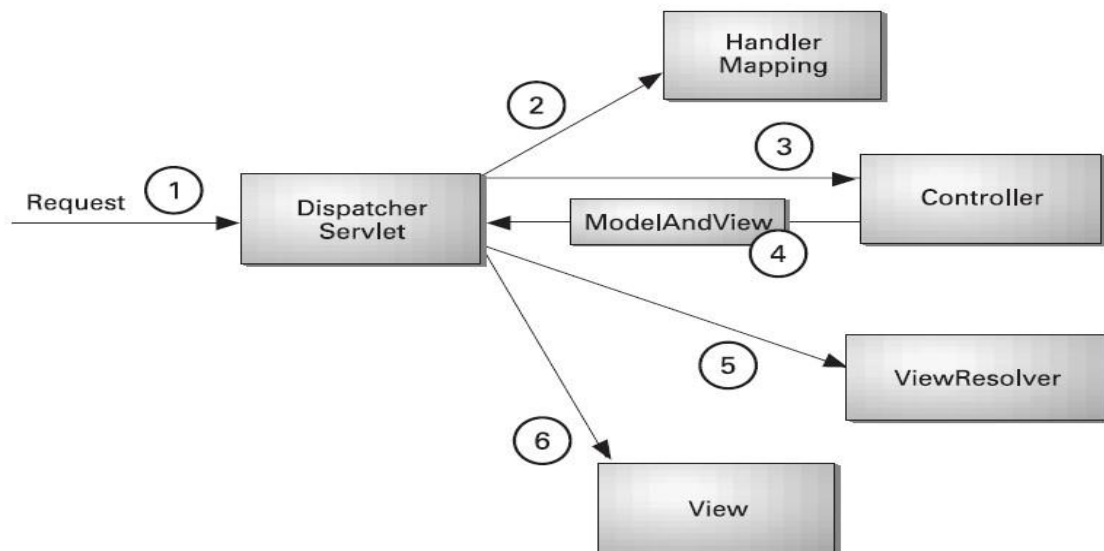 Handler
Mapping
2
3
Request
1
Dispatcher
Servlet
ModelAndView
Controller
4
5
ViewResolver
6
View